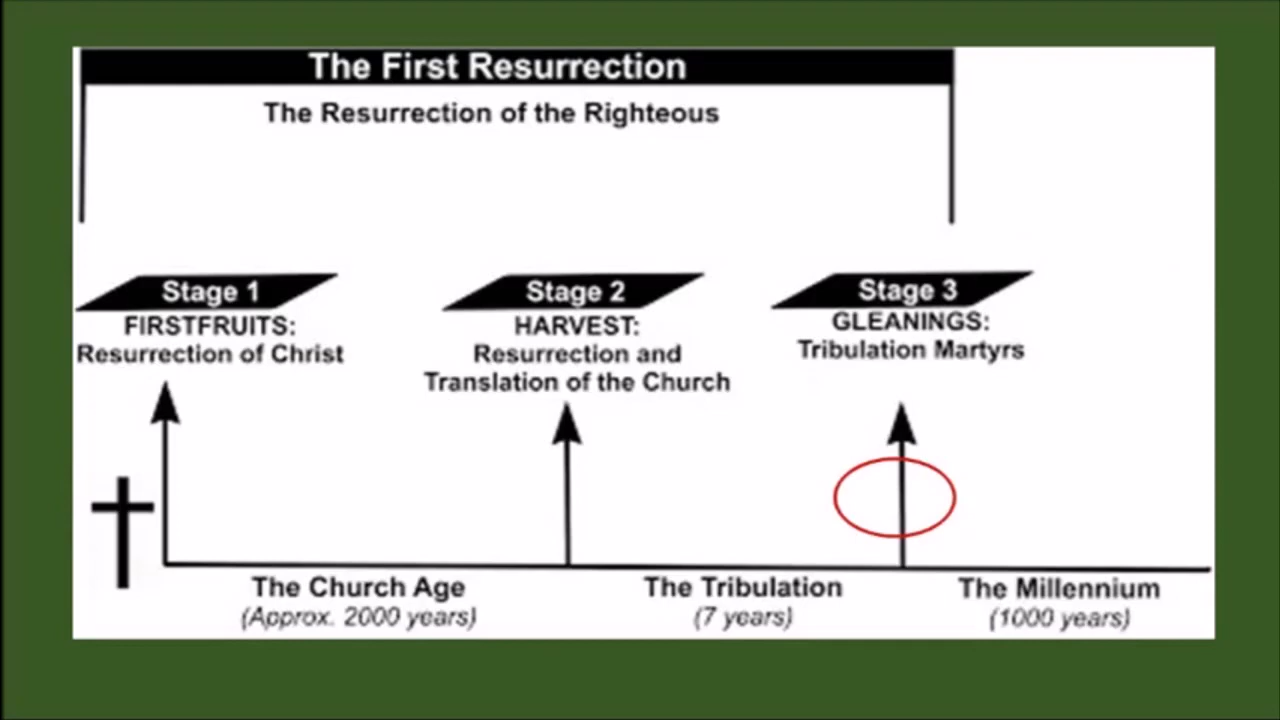 The First Resurrection
The Resurrection of the Righteous
Stage 1
FIRSTFRUITS:
Resurrection of Christ
Stage 2
HARVEST:
Resurrection and
Translation of the Church
Stage 3
GLEANINGS:
Tribulation Martyrs
The Church Age
(Approx. 2000 years)
The Tribulation
(7 years)
The Millennium
(1000 years)